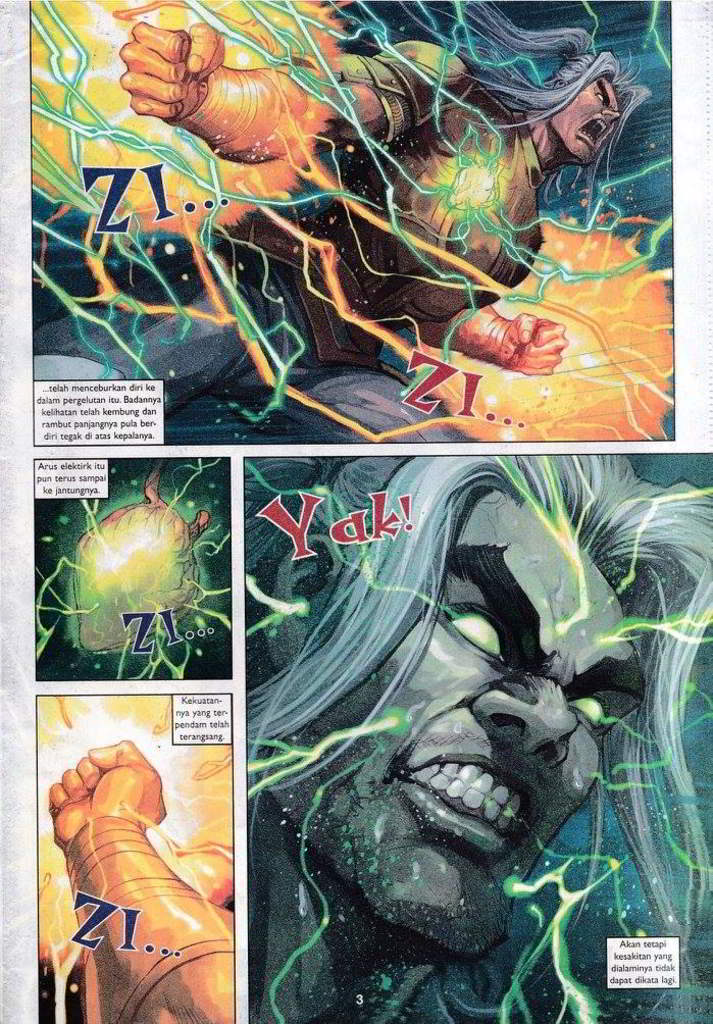 ZI...
ZI...
...telah menceburkan diri ke
dalam pergelutan itu. Badannya
kelihatan telah kembung dan
rambut panjangnya pula ber-
diri tegak di atas kepalanya.
Arus elektirk itu
pun terus sampai
ke jantungnya.
ZI...
Yak!
Kekuatan-
nya yang ter-
pendam telah
terangsang.
ZI...
Akan tetapi
kesakitan yang
dialaminya tidak
dapat dikata lagi.
3